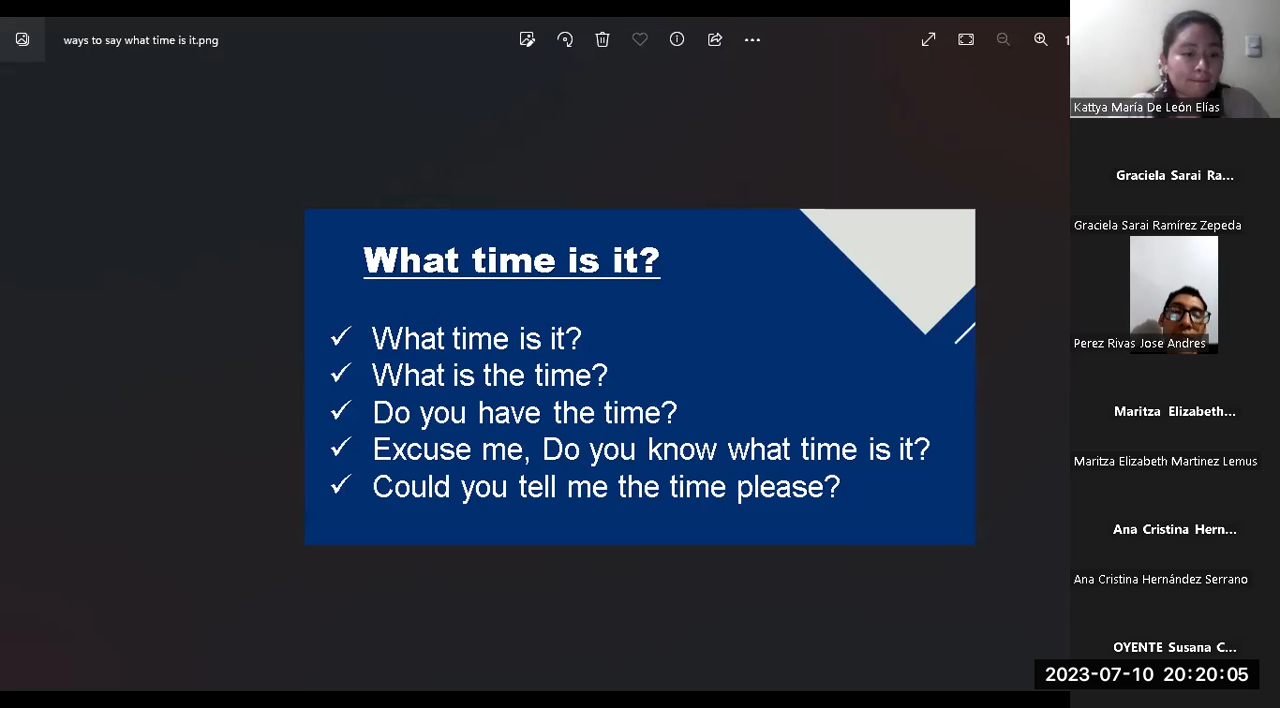 ways to say what time is it.png
1
Kattya María De León Elías
Graciela Sarai Ra...
Graciela Sarai Ramírez Zepeda
Perez Rivas Jose Andres
Maritza Elizabeth...
Maritza Elizabeth Martinez Lemus
Ana Cristina Hern...
Ana Cristina Hernández Serrano
OYENTE Susana C...
2023-07-10 20:20:05
What time is it?
✓ What time is it?
✓ What is the time?
✓ Do you have the time?
✓ Excuse me, Do you know what time is it?
✓ Could you tell me the time please?